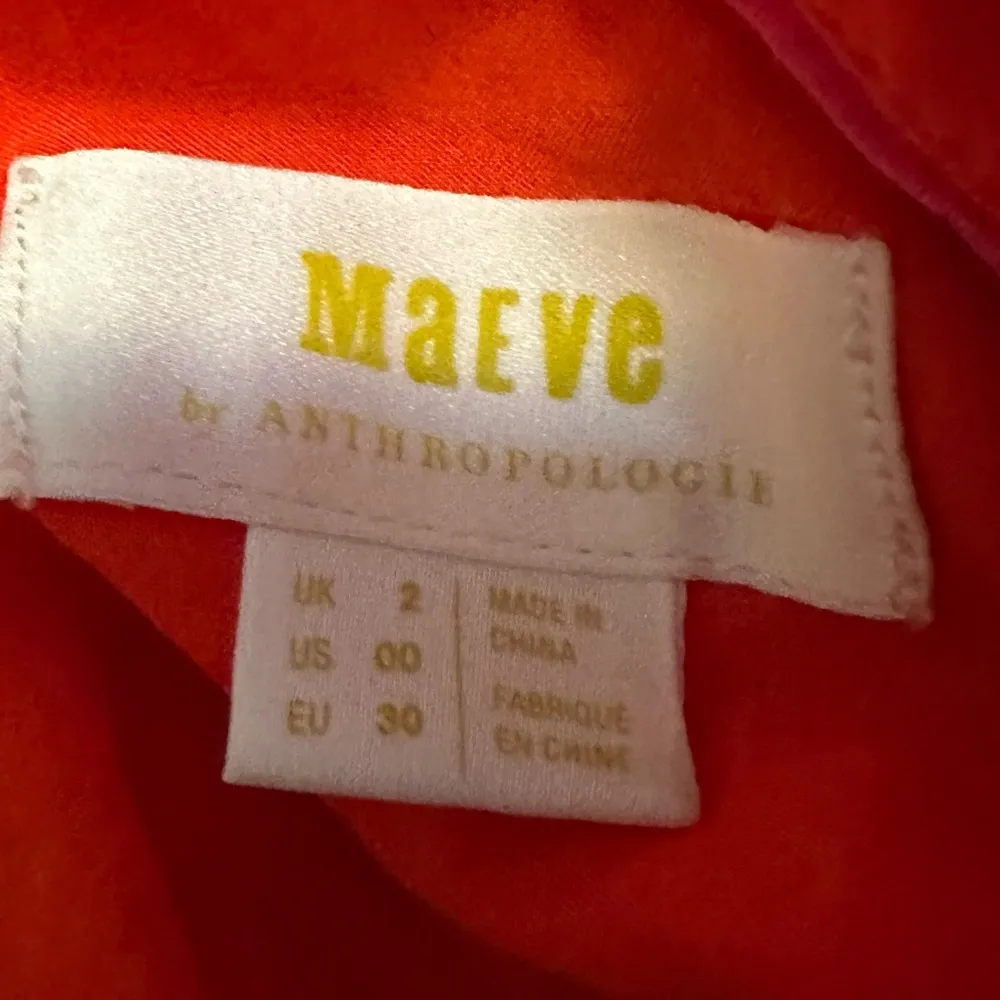 Maeve
by ANTHROPOLOGIE
UK 2
US 00
EU 30
MADE IN
CHINA
FABRIQUÉ
EN CHINE